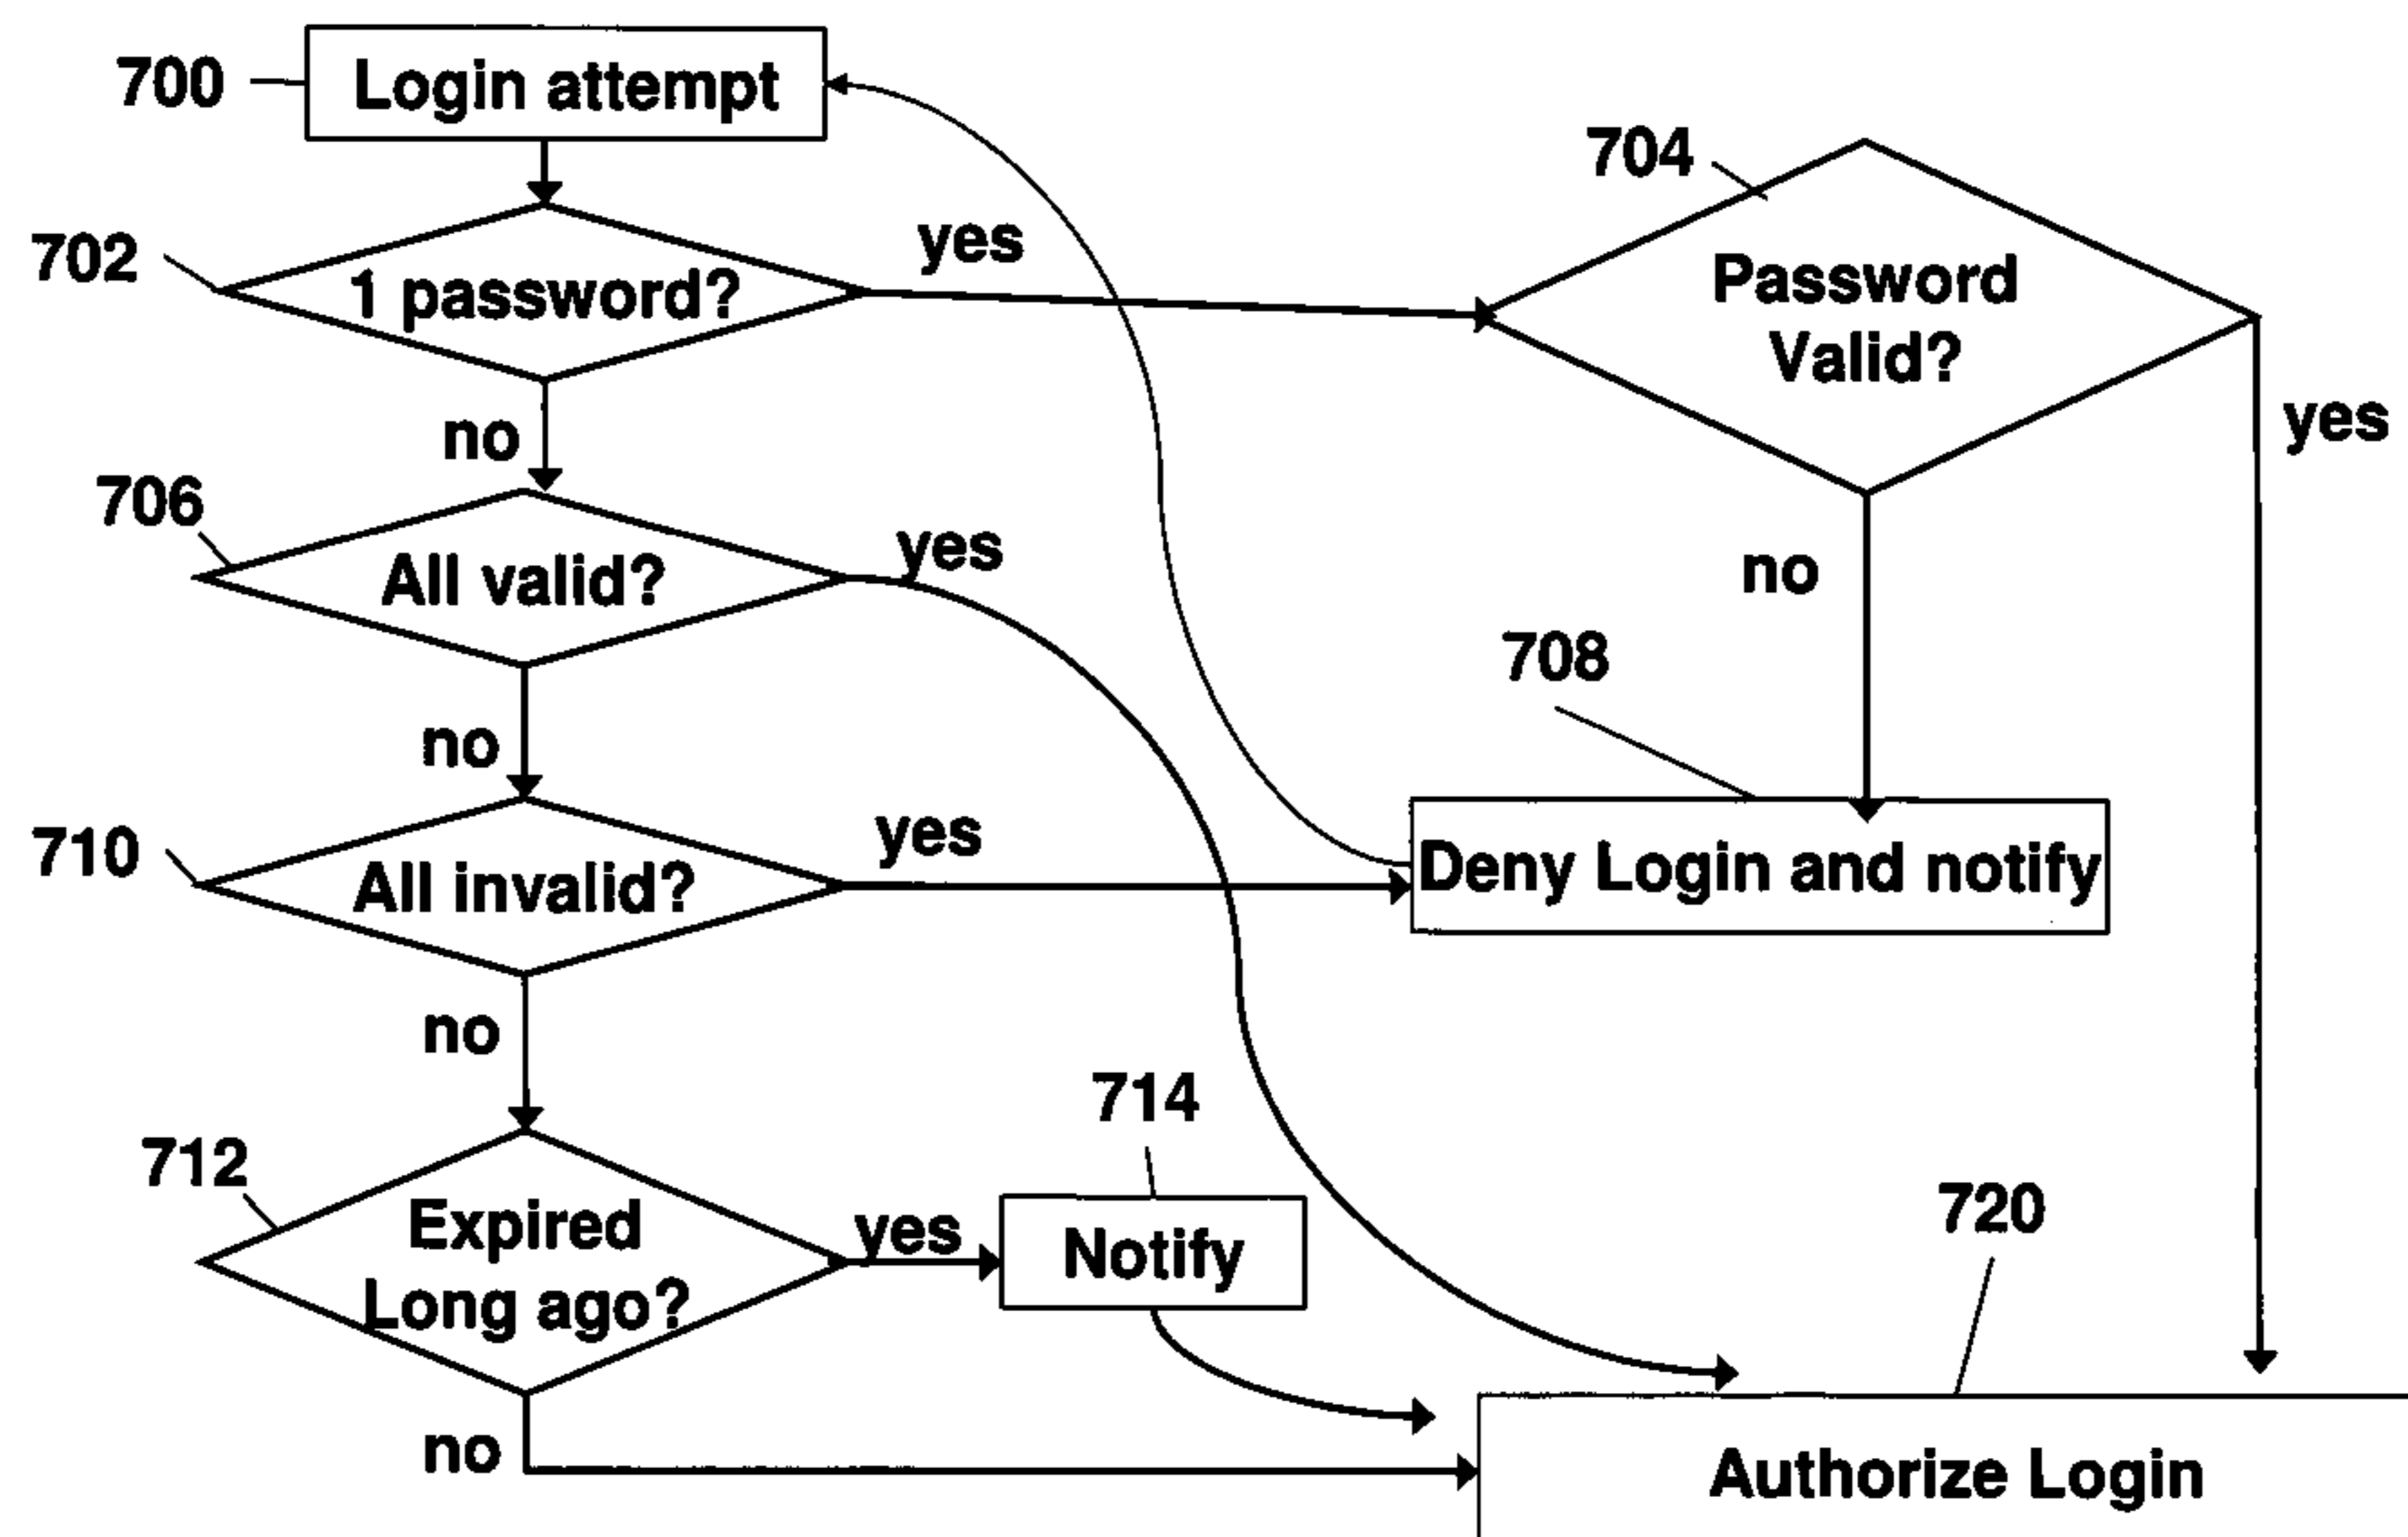 700
Login attempt
704
702
1 password?
yes
Password
Valid?
yes
no
706
All valid?
yes
no
708
no
710
All invalid?
yes
Deny Login and notify
no
714
712
Expired
Long ago?
yes
Notify
720
no
Authorize Login